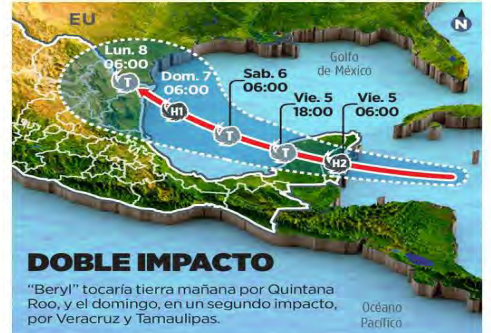 EU
N
Lun. 8
06:00
T
Dom. 7
06:00
H1
Sab. 6
06:00
T
Vie. 5
18:00
T
Vie. 5
06:00
H2
Golfo
de México
DOBLE IMPACTO
"Beryl" tocaría tierra mañana por Quintana
Roo, y el domingo, en un segundo impacto,
por Veracruz y Tamaulipas.
Océano
Pacífico